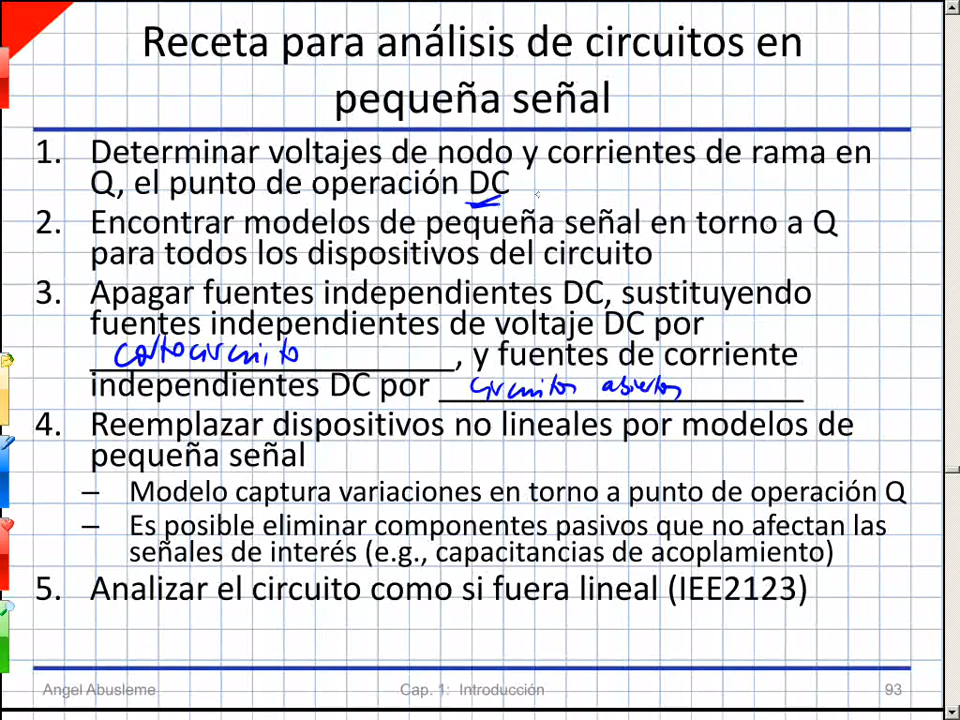 Receta para análisis de circuitos en
pequeña señal
1. Determinar voltajes de nodo y corrientes de rama en
Q, el punto de operación DC
2. Encontrar modelos de pequeña señal en torno a Q
para todos los dispositivos del circuito
3. Apagar fuentes independientes DC, sustituyendo
fuentes independientes de voltaje DC por
cortocircuito, y fuentes de corriente
independientes DC por circuitos abiertos
4. Reemplazar dispositivos no lineales por modelos de
pequeña señal
– Modelo captura variaciones en torno a punto de operación Q
– Es posible eliminar componentes pasivos que no afectan las
señales de interés (e.g., capacitancias de acoplamiento)
5. Analizar el circuito como si fuera lineal (IEE2123)
Angel Abusleme Cap. 1: Introducción 93